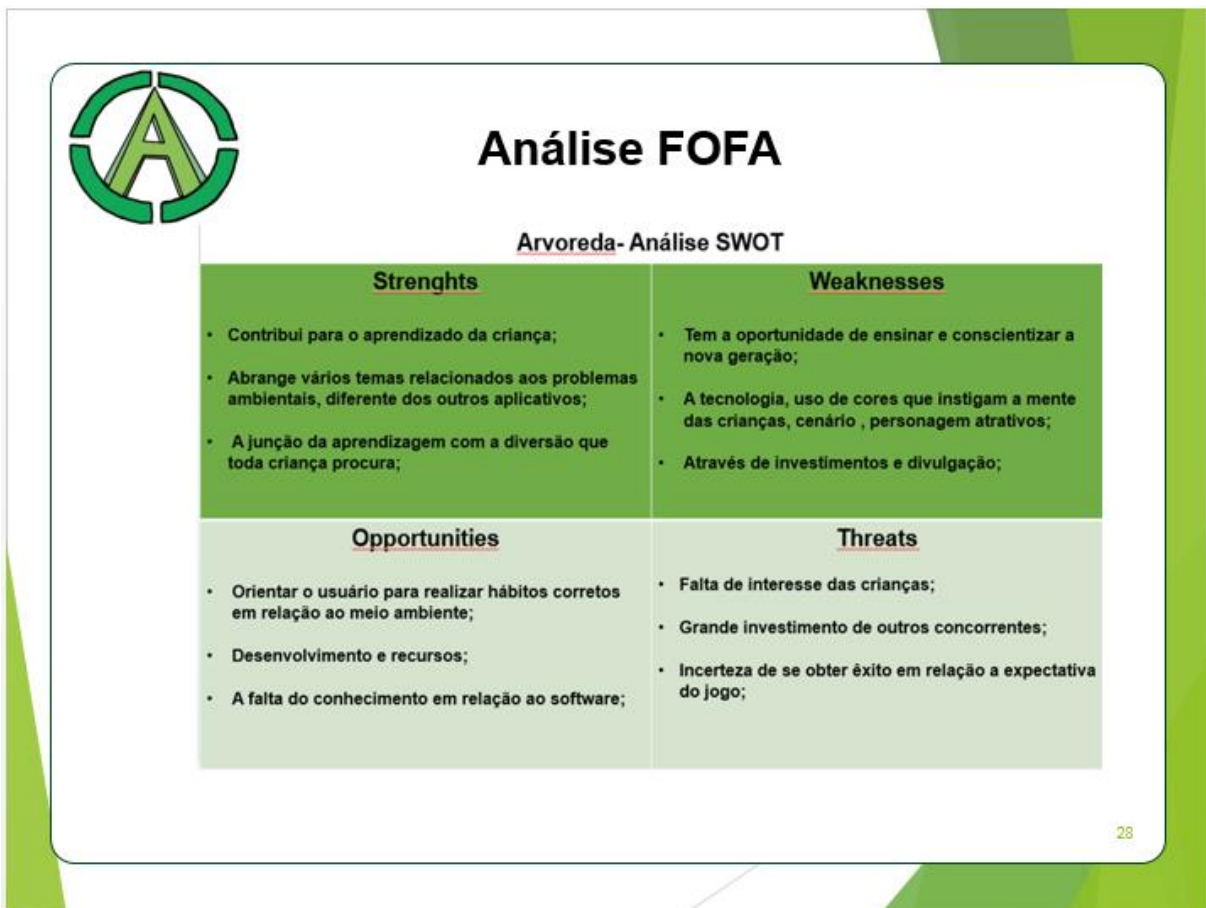 A
Análise FOFA
Arvoreda- Análise SWOT
Strenghts
• Contribui para o aprendizado da criança;
• Abrange vários temas relacionados aos problemas
ambientais, diferente dos outros aplicativos;
• A junção da aprendizagem com a diversão que
toda criança procura;
Weaknesses
• Tem a oportunidade de ensinar e conscientizar a
nova geração;
• A tecnologia, uso de cores que instigam a mente
das crianças, cenário , personagem atrativos;
• Através de investimentos e divulgação;
Opportunities
• Orientar o usuário para realizar hábitos corretos
em relação ao meio ambiente;
• Desenvolvimento e recursos;
• A falta do conhecimento em relação ao software;
Threats
• Falta de interesse das crianças;
• Grande investimento de outros concorrentes;
• Incerteza de se obter êxito em relação a expectativa
do jogo;
28